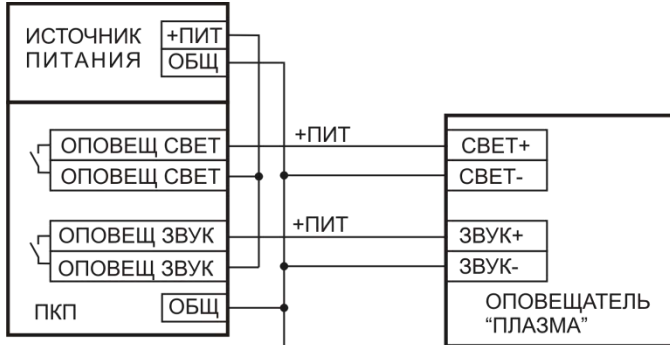 ИСТОЧНИК
ПИТАНИЯ
+ПИТ
ОБЩ
ОПОВЕЩ СВЕТ
ОПОВЕЩ СВЕТ
ОПОВЕЩ ЗВУК
ОПОВЕЩ ЗВУК
ПКП
ОБЩ
+ПИТ
+ПИТ
СВЕТ+
СВЕТ-
ЗВУК+
ЗВУК-
ОПОВЕЩАТЕЛЬ
“ПЛАЗМА”